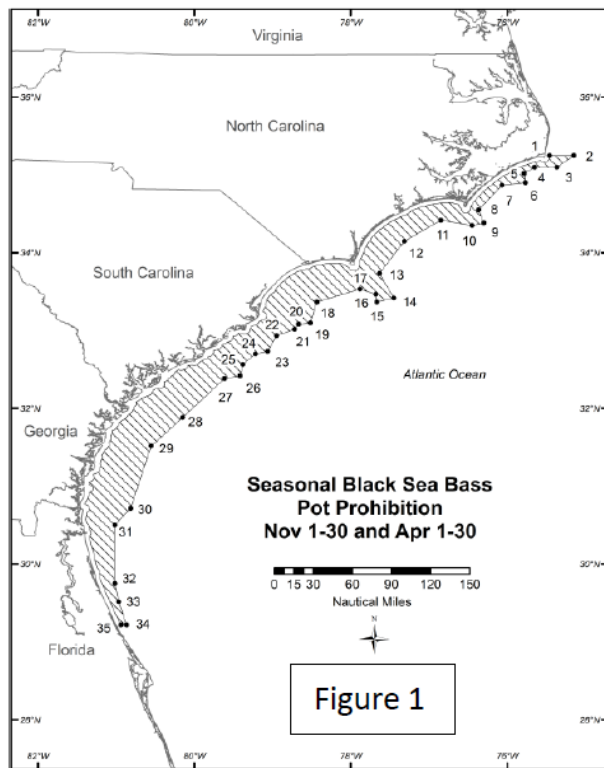 82°W 80°W 78°W 76°W
Virginia
36°N 36°N
North Carolina
1 2
3
4
5
6
7
8
9
10
11
12
34°N 34°N
South Carolina
13
14
15
16
17
18
19
20
21
22
23
24
25
26
27
Atlantic Ocean
32°N 32°N
Georgia
28
29
Seasonal Black Sea Bass
Pot Prohibition
Nov 1-30 and Apr 1-30
30
31
30°N 30°N
0 15 30 60 90 120 150
Nautical Miles
32
33
N
35 34
Florida
Figure 1
28°N 28°N
82°W 80°W 78°W 76°W